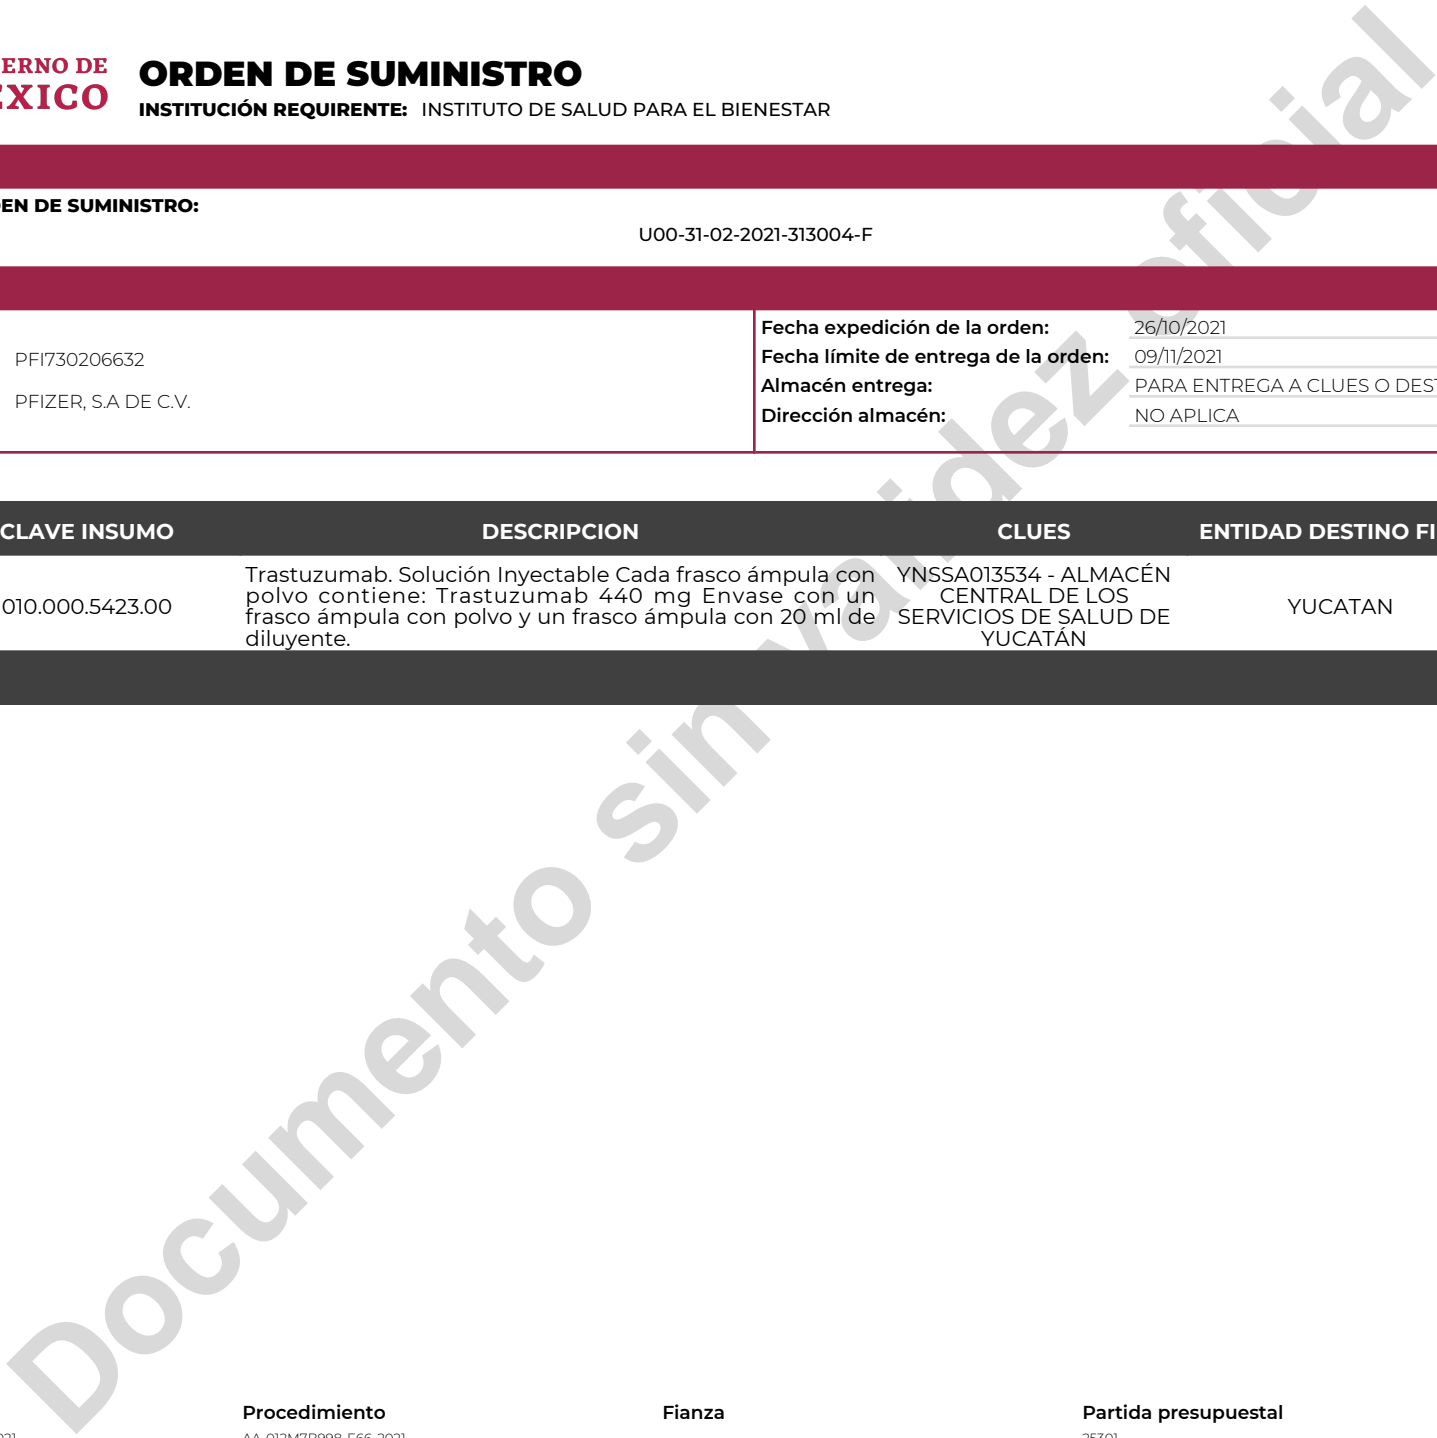 ERNO DE
ORDEN DE SUMINISTRO
EXICO
INSTITUCIÓN REQUIRENTE: INSTITUTO DE SALUD PARA EL BIENESTAR
EN DE SUMINISTRO:
U00-31-02-2021-313004-F
PFI730206632
PFIZER, S.A DE C.V.
Fecha expedición de la orden: 26/10/2021
Fecha límite de entrega de la orden: 09/11/2021
Almacén entrega: PARA ENTREGA A CLUES O DES
Dirección almacén: NO APLICA
CLAVE INSUMO DESCRIPCION CLUES ENTIDAD DESTINO FI
010.000.5423.00
Trastuzumab. Solución Inyectable Cada frasco ámpula con
polvo contiene: Trastuzumab 440 mg Envase con un
frasco ámpula con polvo y un frasco ámpula con 20 ml de
diluyente.
YNSSA013534 - ALMACÉN
CENTRAL DE LOS
SERVICIOS DE SALUD DE
YUCATÁN
YUCATAN
Documento sin validez oficial
Procedimiento Fianza Partida presupuestal